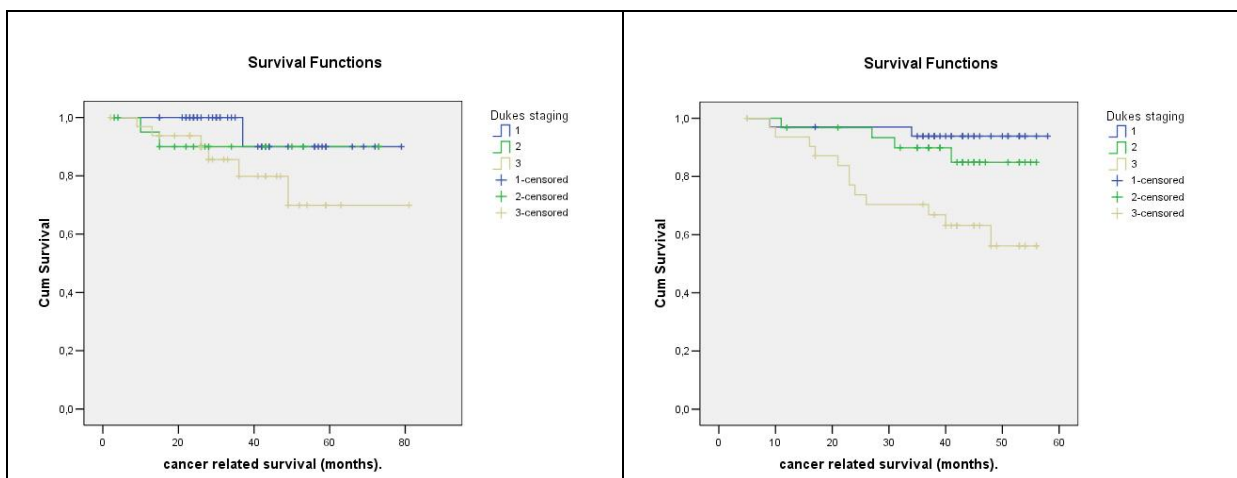 Survival Functions
Cum Survival
1,0
0,8
0,6
0,4
0,2
0,0
0
20
40
60
80
cancer related survival (months).
Dukes staging
1
2
3
1-censored
2-censored
3-censored
Survival Functions
Cum Survival
1,0
0,8
0,6
0,4
0,2
0,0
0
10
20
30
40
50
60
cancer related survival (months).
Dukes staging
1
2
3
1-censored
2-censored
3-censored